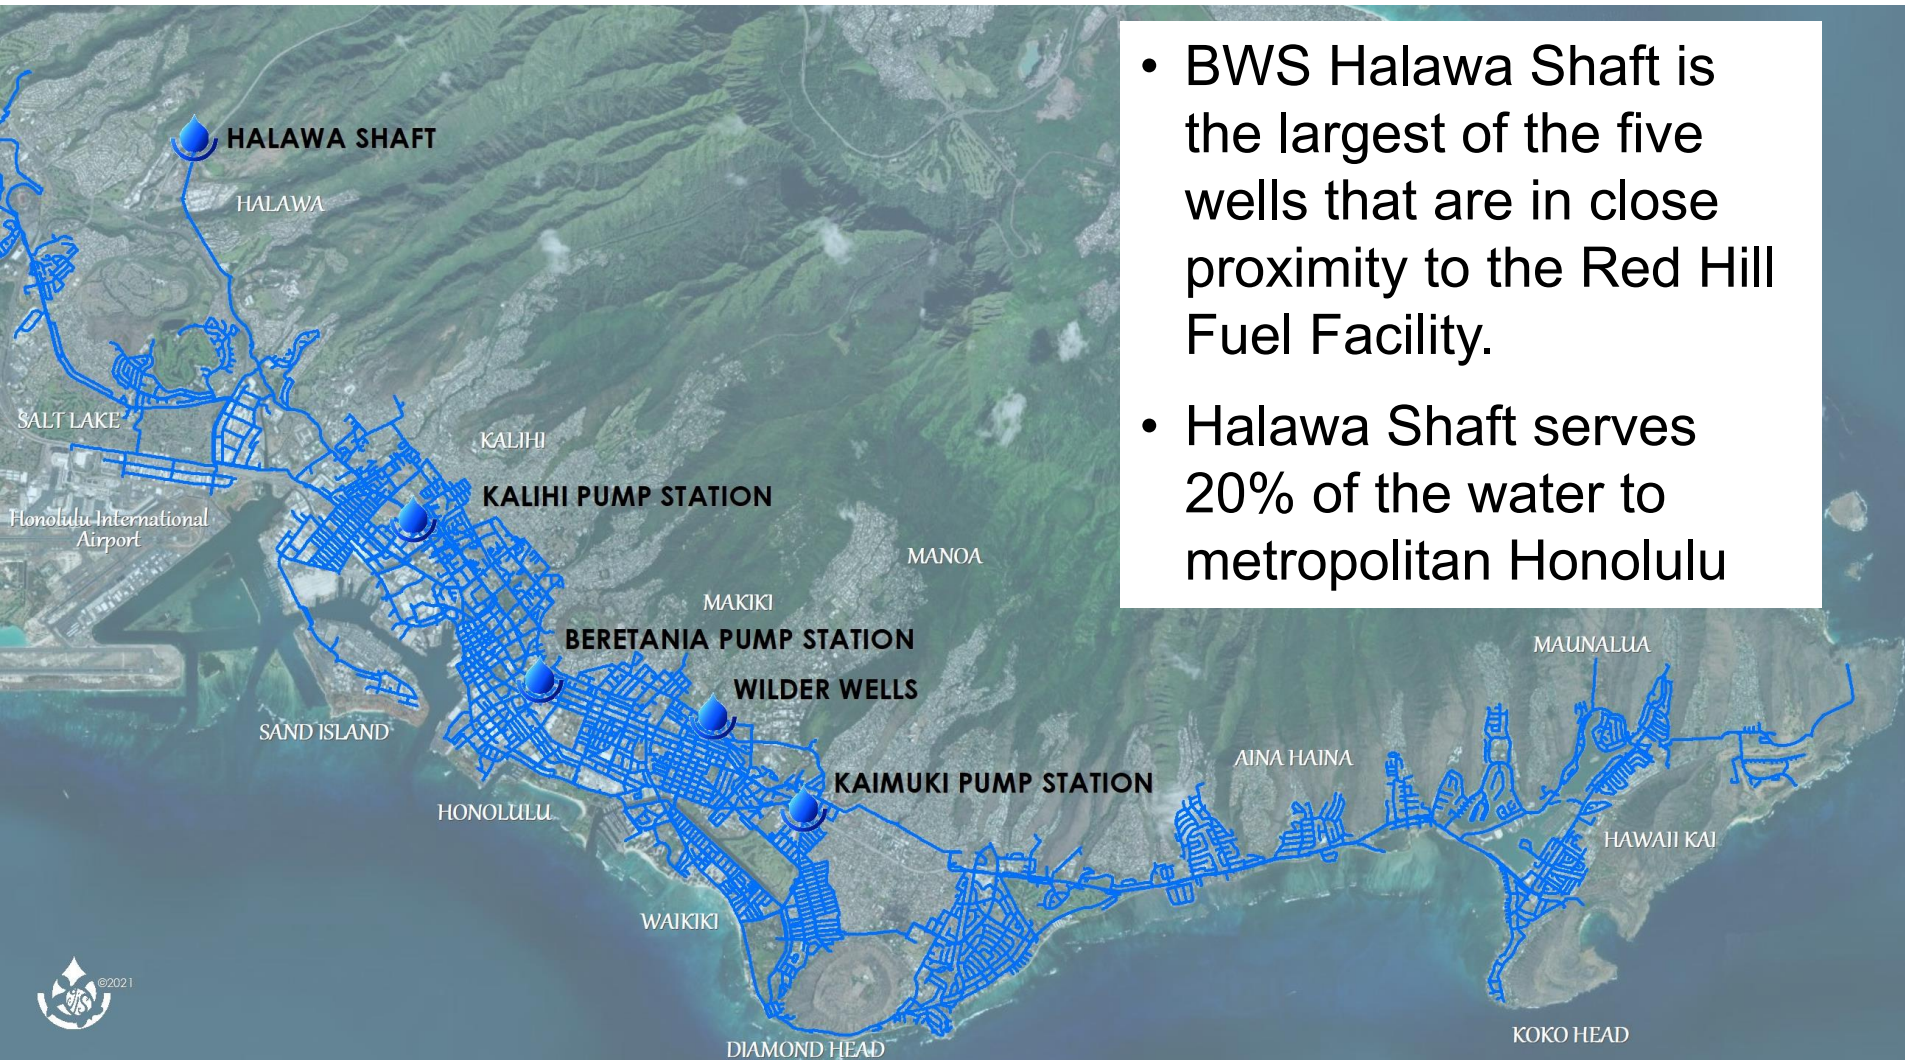 • BWS Halawa Shaft is
the largest of the five
wells that are in close
proximity to the Red Hill
Fuel Facility.
• Halawa Shaft serves
20% of the water to
metropolitan Honolulu
HALAWA SHAFT
HALAWA
SALT LAKE
KALIHI
KALIHI PUMP STATION
Honolulu International
Airport
MANOA
MAKIKI
BERETANIA PUMP STATION
WILDER WELLS
MAUNALUA
SAND ISLAND
AINA HAINA
KAIMUKI PUMP STATION
HONOLULU
HAWAII KAI
WAIKIKI
©2021
BWS
KOKO HEAD
DIAMOND HEAD